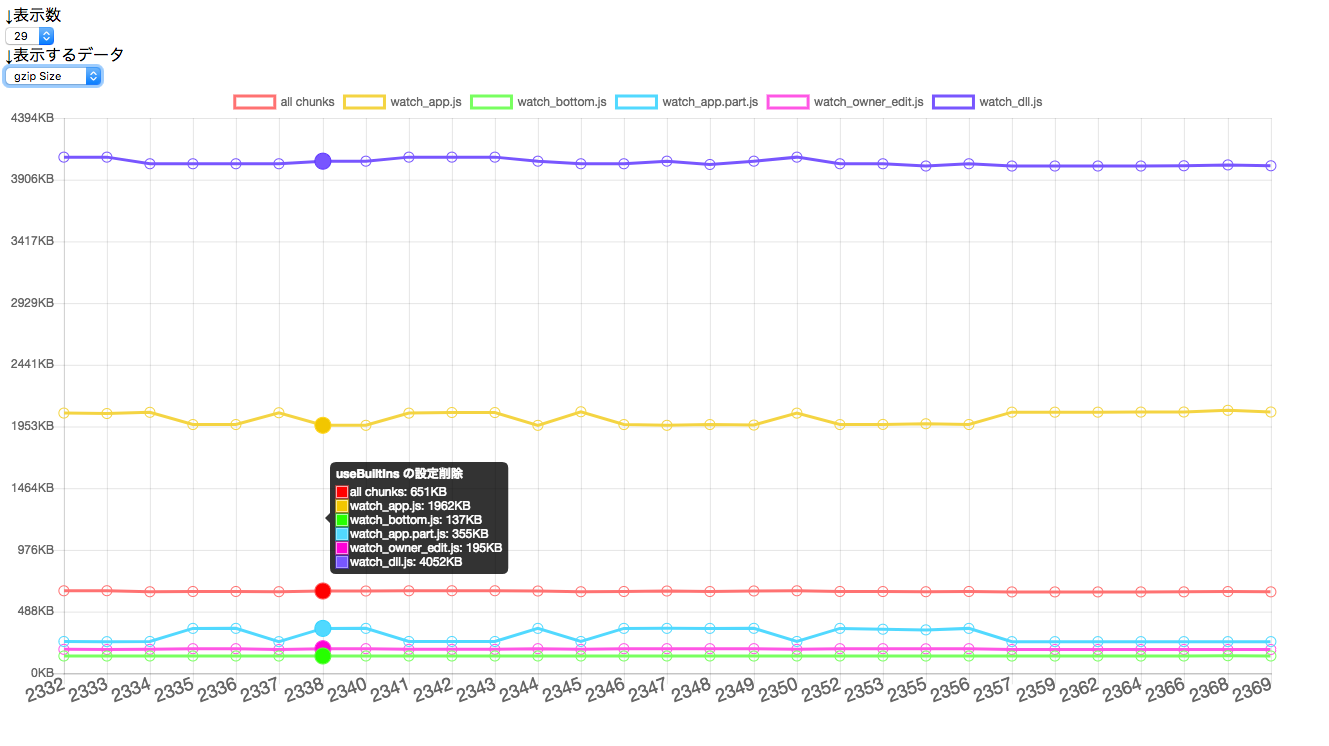 ↓表示数
29
↓表示するデータ
gzip Size
all chunks watch_app.js watch_bottom.js watch_app.part.js watch_owner_edit.js watch_dll.js
4394KB
3906KB
3417KB
2929KB
2441KB
1953KB
1464KB
976KB
488KB
0KB
useBuiltIns の設定削除
all chunks: 651KB
watch_app.js: 1962KB
watch_bottom.js: 137KB
watch_app.part.js: 355KB
watch_owner_edit.js: 195KB
watch_dll.js: 4052KB
2332 2333 2334 2335 2336 2337 2338 2340 2341 2342 2343 2344 2345 2346 2347 2348 2349 2350 2352 2353 2355 2356 2357 2359 2362 2364 2366 2368 2369